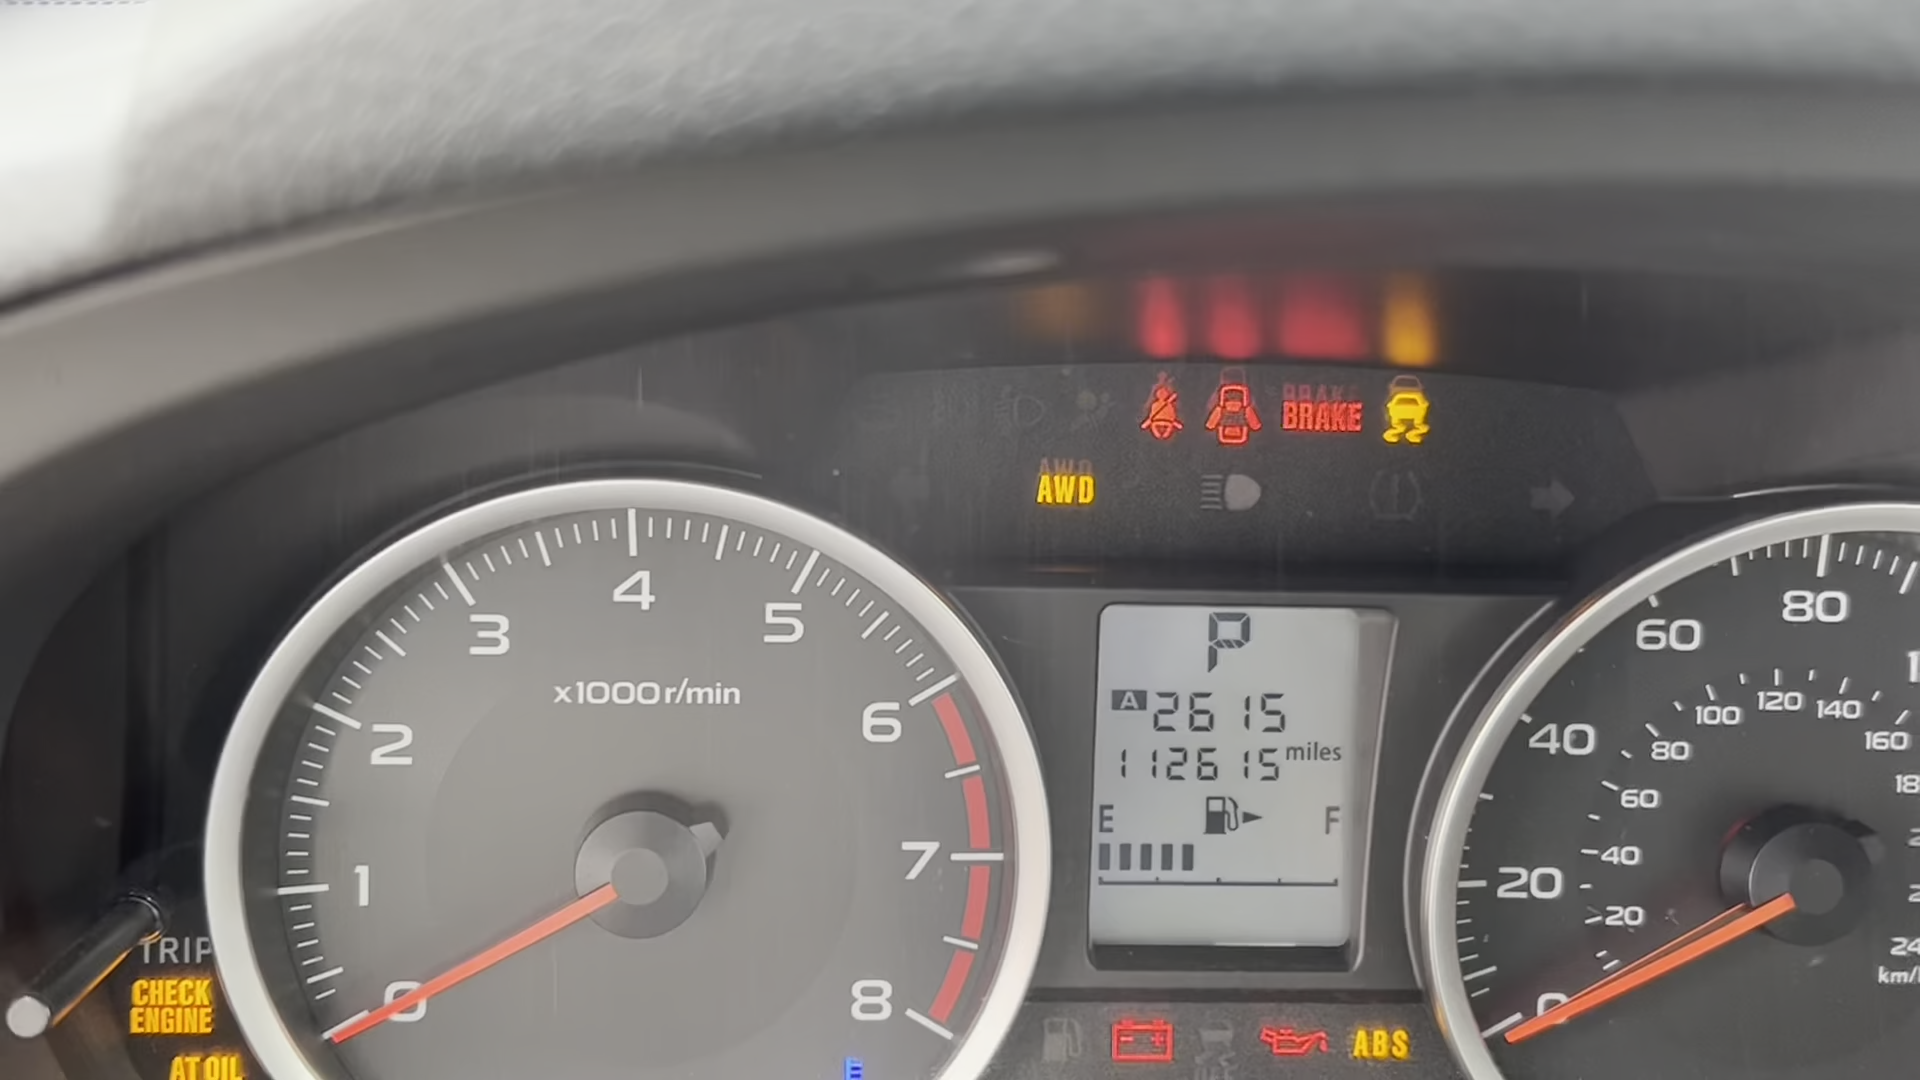 BRAKE
AWD
1
2
3
4
5
6
7
8
0
x1000r/min
P
A 2615
112615 miles
E F
0
20
40
60
80
20
40
60
80
100
120
140
160
km/
TRIP
CHECK
ENGINE
AT OIL
ABS